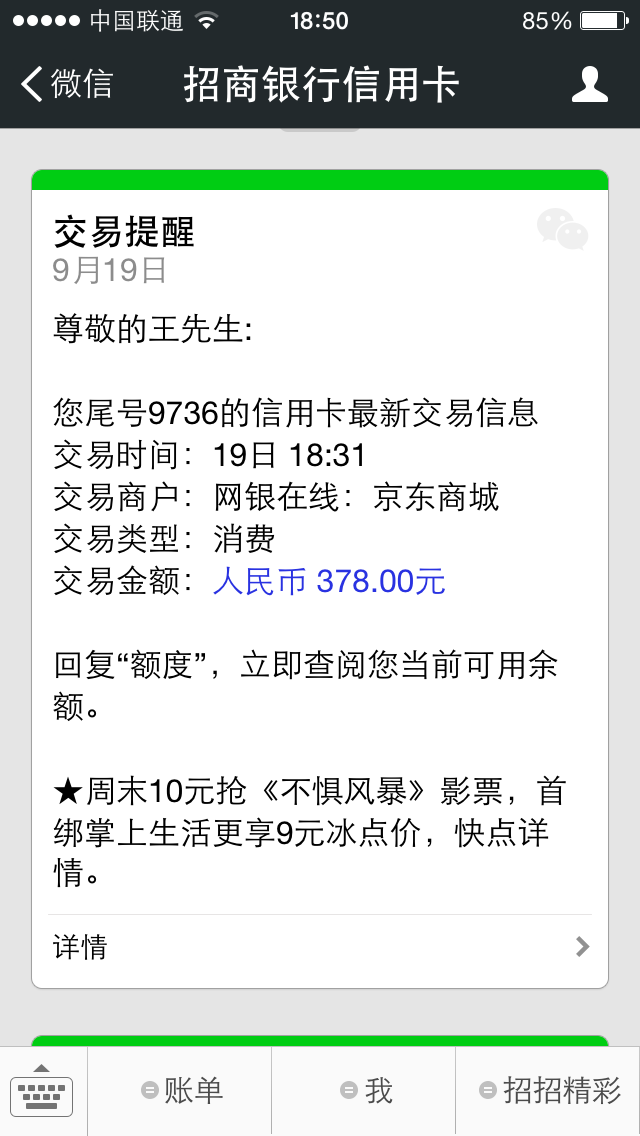 中国联通 18:50 85%
微信 招商银行信用卡
交易提醒
9月19日
尊敬的王先生:
您尾号9736的信用卡最新交易信息
交易时间：19日 18:31
交易商户：网银在线：京东商城
交易类型：消费
交易金额：人民币 378.00元
回复“额度”，立即查阅您当前可用余
额。
★周末10元抢《不惧风暴》影票，首
绑掌上生活更享9元冰点价，快点详
情。
详情
账单 我 招招精彩